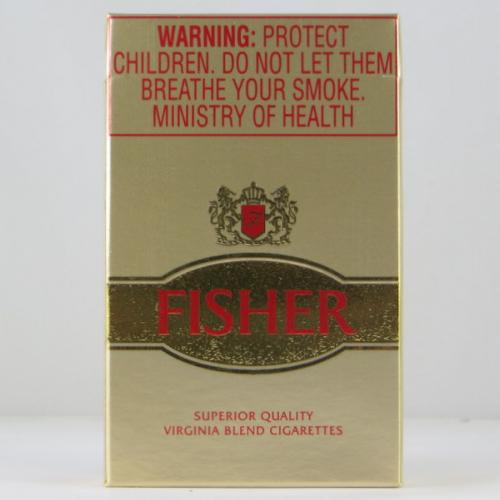 WARNING: PROTECT
CHILDREN. DO NOT LET THEM
BREATHE YOUR SMOKE.
MINISTRY OF HEALTH
F
FISHER
SUPERIOR QUALITY
VIRGINIA BLEND CIGARETTES